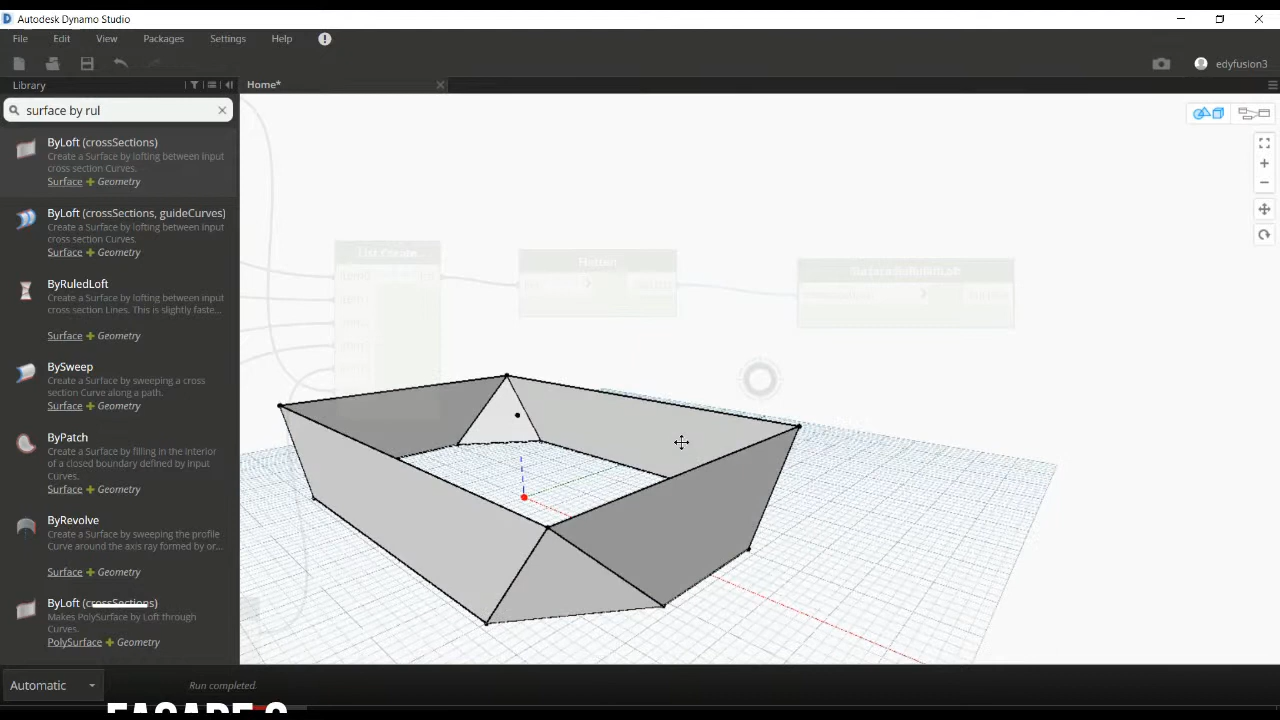 Autodesk Dynamo Studio
File Edit View Packages Settings Help
edyfusion3
Library
Home*
surface by rul
ByLoft (crossSections)
Create a Surface by lofting between input
cross section Curves.
Surface + Geometry
ByLoft (crossSections, guideCurves)
Create a Surface by lofting between input
cross section Curves.
Surface + Geometry
ByRuledLoft
Create a Surface by lofting between input
cross section Lines. This is slightly faste...
Surface + Geometry
BySweep
Create a Surface by sweeping a cross
section Curve along a path.
Surface + Geometry
ByPatch
Create a Surface by filling in the interior
of a closed boundary defined by input
Curves.
Surface + Geometry
ByRevolve
Create a Surface by sweeping the profile
Curve around the axis ray formed by or...
Surface + Geometry
ByLoft (crossSections)
Makes PolySurface by Loft through
Curves.
PolySurface + Geometry
List Create
item0
item1
Flatten
Automatic
Run completed.